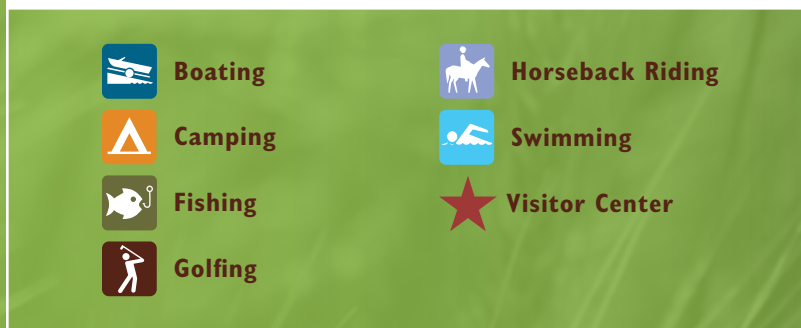 Boating
Camping
Fishing
Golfing
Horseback Riding
Swimming
Visitor Center